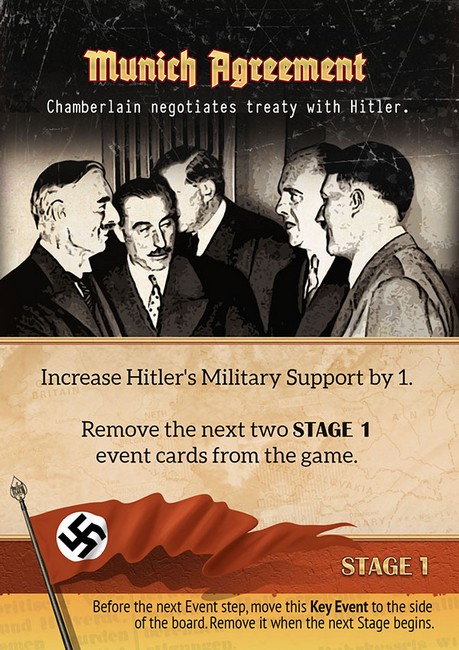 Munich Agreement
Chamberlain negotiates treaty with Hitler.
Increase Hitler's Military Support by 1.
Remove the next two STAGE 1
event cards from the game.
STAGE 1
Before the next Event step, move this Key Event to the side
of the board. Remove it when the next Stage begins.